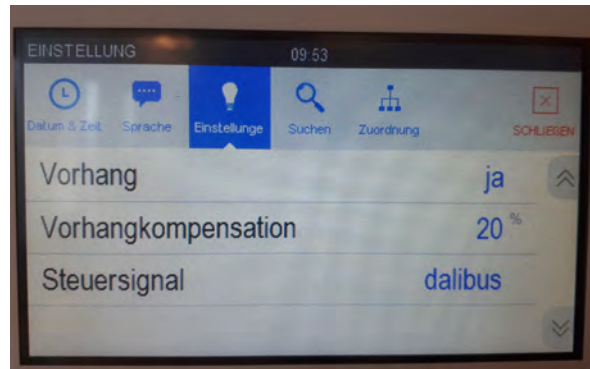 EINSTELLUNG 09:53
Datum & Zeit Sprache Einstellunge Suchen Zuordnung SCHLIEßEN
Vorhang ja
Vorhangkompensation 20 %
Steuersignal dalibus